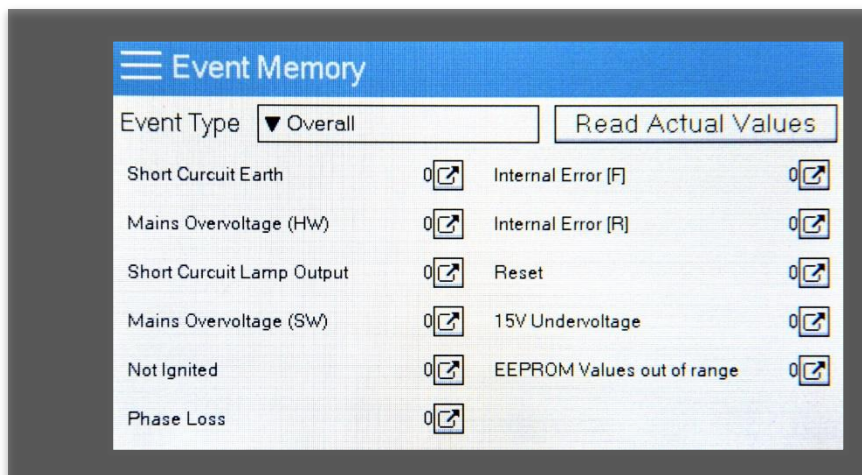 Event Memory
Event Type ▼ Overall Read Actual Values
Short Curcuit Earth 0 Internal Error [F] 0
Mains Overvoltage (HW) 0 Internal Error [R] 0
Short Curcuit Lamp Output 0 Reset 0
Mains Overvoltage (SW) 0 15V Undervoltage 0
Not Ignited 0 EEPROM Values out of range 0
Phase Loss 0